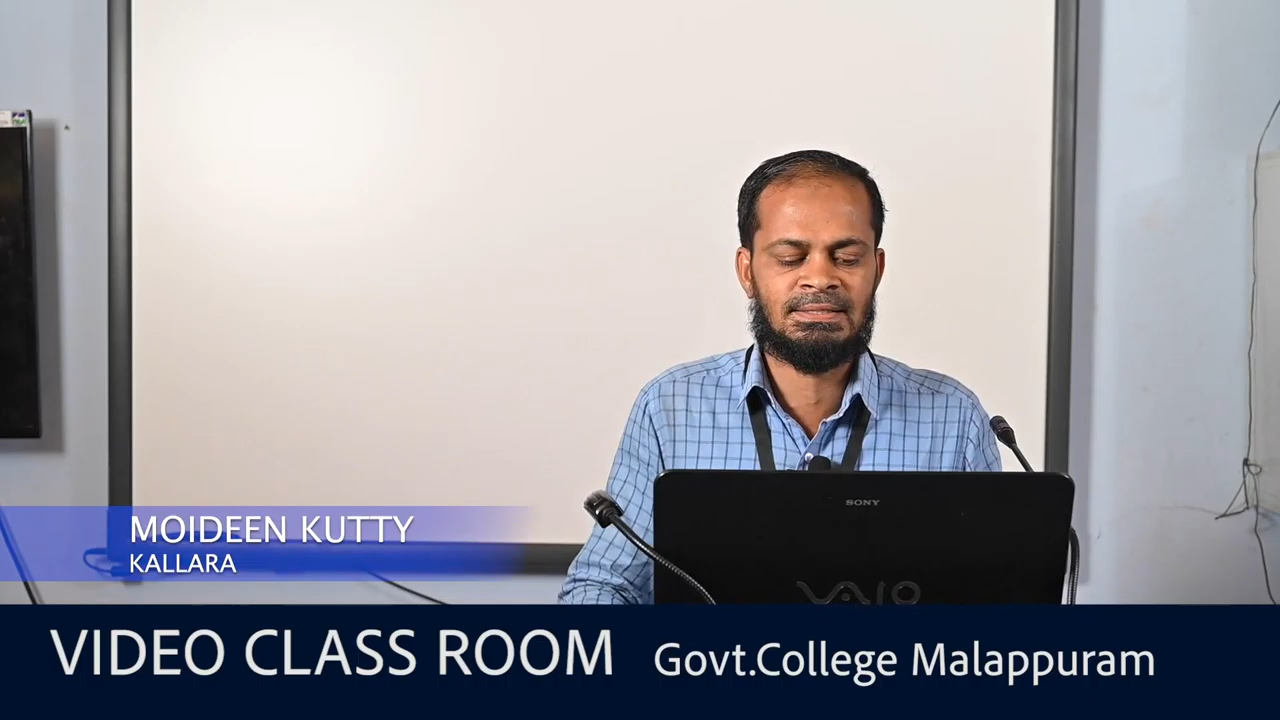 SONY
VAIO
MOIDEEN KUTTY
KALLARA
VIDEO CLASS ROOM Govt.College Malappuram